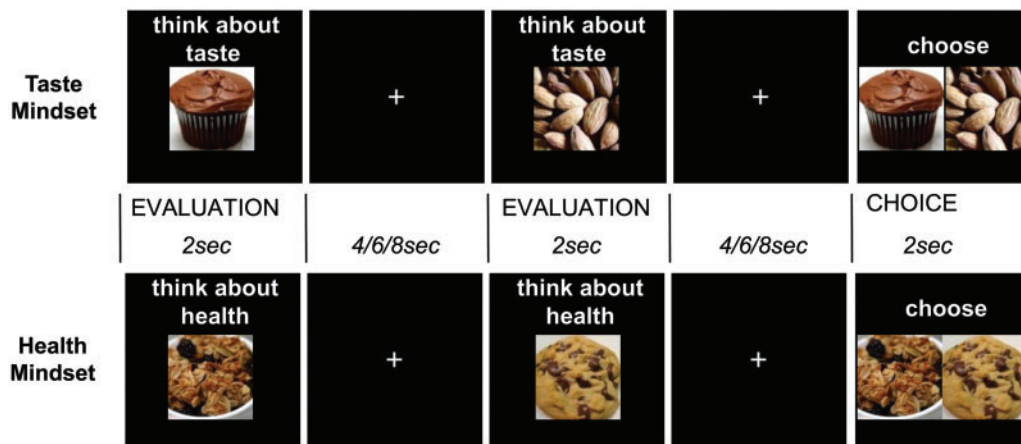 think about
taste
+
think about
taste
+
choose
Taste
Mindset
EVALUATION
2sec
4/6/8sec
EVALUATION
2sec
4/6/8sec
CHOICE
2sec
think about
health
+
think about
health
+
choose
Health
Mindset